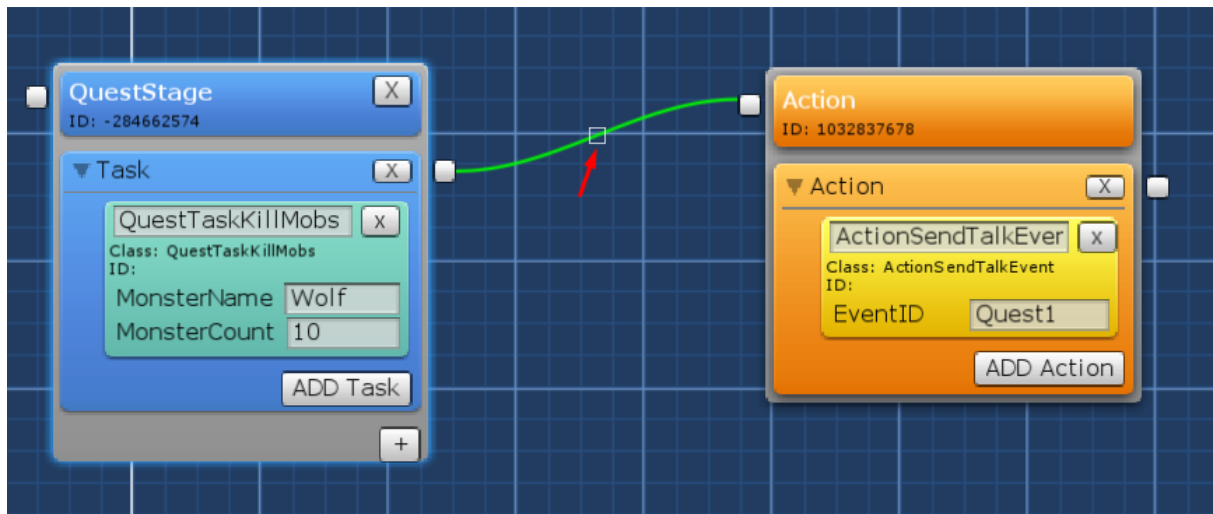 QuestStage
X
ID: -284662574
Task
X
QuestTaskKillMobs
x
Class: QuestTaskKillMobs
ID:
MonsterName Wolf
MonsterCount 10
ADD Task
+
Action
ID: 1032837678
Action
X
ActionSendTalkEver
x
Class: ActionSendTalkEvent
ID:
EventID Quest1
ADD Action